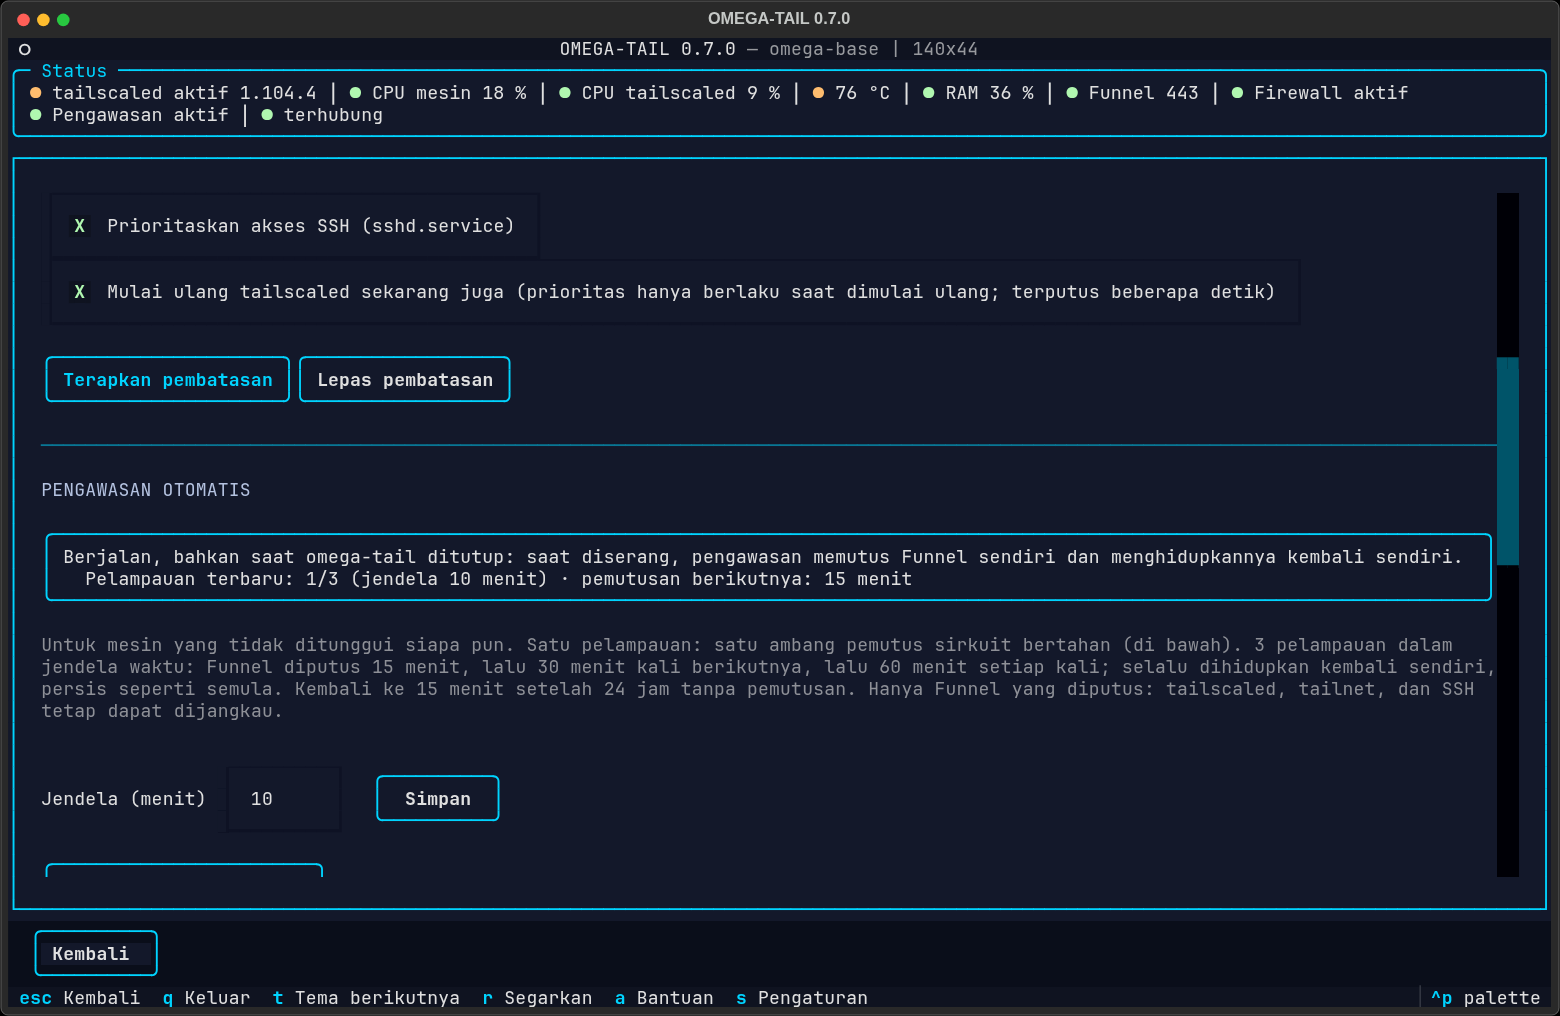 OMEGA-TAIL 0.7.0
OMEGA-TAIL 0.7.0 — omega-base | 140x44
Status
● tailscaled aktif 1.104.4 │ ● CPU mesin 18 % │ ● CPU tailscaled 9 % │ ● 76 °C │ ● RAM 36 % │ ● Funnel 443 │ ● Firewall aktif
● Pengawasan aktif │ ● terhubung
X Prioritaskan akses SSH (sshd.service)
X Mulai ulang tailscaled sekarang juga (prioritas hanya berlaku saat dimulai ulang; terputus beberapa detik)
Terapkan pembatasan Lepas pembatasan
PENGAWASAN OTOMATIS
Berjalan, bahkan saat omega-tail ditutup: saat diserang, pengawasan memutus Funnel sendiri dan menghidupkannya kembali sendiri.
Pelampauan terbaru: 1/3 (jendela 10 menit) · pemutusan berikutnya: 15 menit
Untuk mesin yang tidak ditunggui siapa pun. Satu pelampauan: satu ambang pemutus sirkuit bertahan (di bawah). 3 pelampauan dalam
jendela waktu: Funnel diputus 15 menit, lalu 30 menit kali berikutnya, lalu 60 menit setiap kali; selalu dihidupkan kembali sendiri,
persis seperti semula. Kembali ke 15 menit setelah 24 jam tanpa pemutusan. Hanya Funnel yang diputus: tailscaled, tailnet, dan SSH
tetap dapat dijangkau.
Jendela (menit) 10 Simpan
Kembali
esc Kembali q Keluar t Tema berikutnya r Segarkan a Bantuan s Pengaturan ^p palette